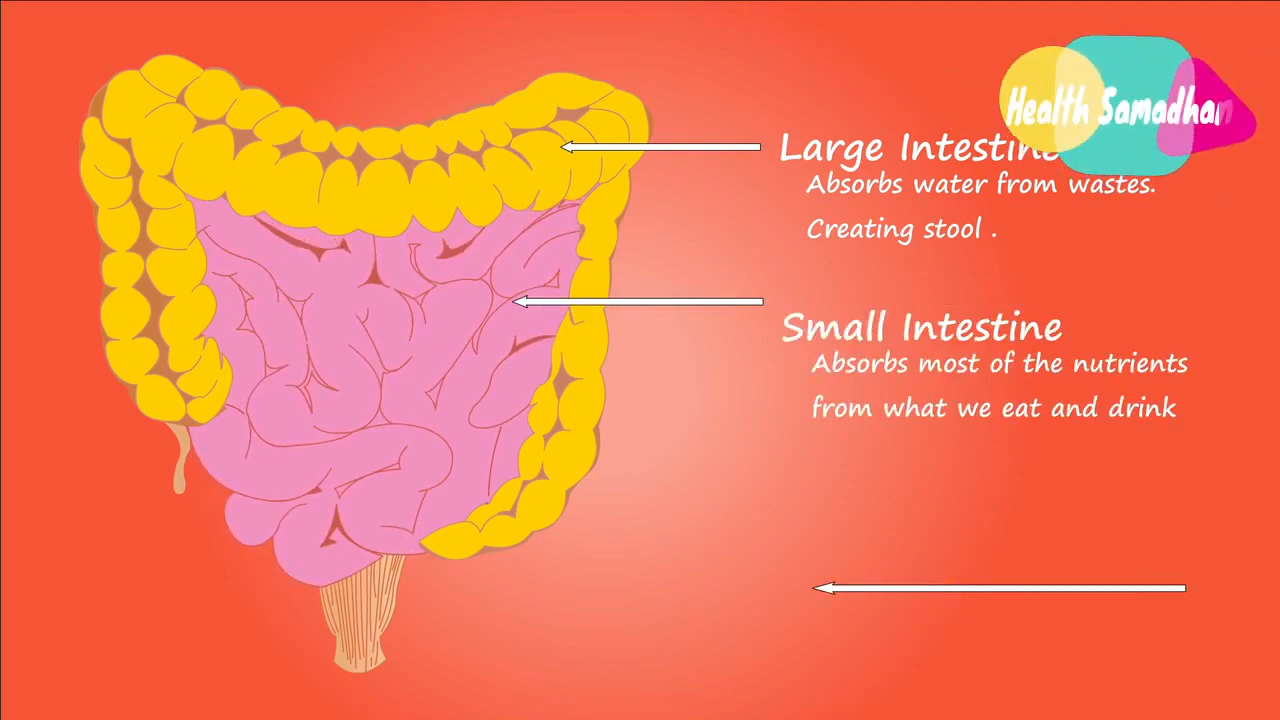 Health Samadhan
Large Intestine
Absorbs water from wastes.
Creating stool .
Small Intestine
Absorbs most of the nutrients
from what we eat and drink